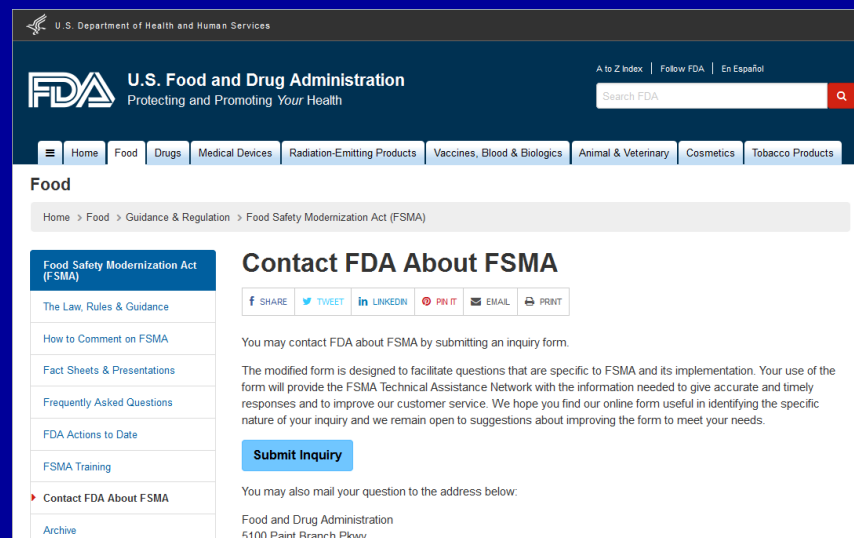 U.S. Department of Health and Human Services
A to Z Index | Follow FDA | En Español
FDA
U.S. Food and Drug Administration
Protecting and Promoting Your Health
Search FDA
Home Food Drugs Medical Devices Radiation-Emitting Products Vaccines, Blood & Biologics Animal & Veterinary Cosmetics Tobacco Products
Food
Home > Food > Guidance & Regulation > Food Safety Modernization Act (FSMA)
Food Safety Modernization Act
(FSMA)
The Law, Rules & Guidance
How to Comment on FSMA
Fact Sheets & Presentations
Frequently Asked Questions
FDA Actions to Date
FSMA Training
Contact FDA About FSMA
Archive
Contact FDA About FSMA
f SHARE TWEET in LINKEDIN PIN IT EMAIL PRINT
You may contact FDA about FSMA by submitting an inquiry form.
The modified form is designed to facilitate questions that are specific to FSMA and its implementation. Your use of the
form will provide the FSMA Technical Assistance Network with the information needed to give accurate and timely
responses and to improve our customer service. We hope you find our online form useful in identifying the specific
nature of your inquiry and we remain open to suggestions about improving the form to meet your needs.
Submit Inquiry
You may also mail your question to the address below:
Food and Drug Administration
5100 Paint Branch Pkwy